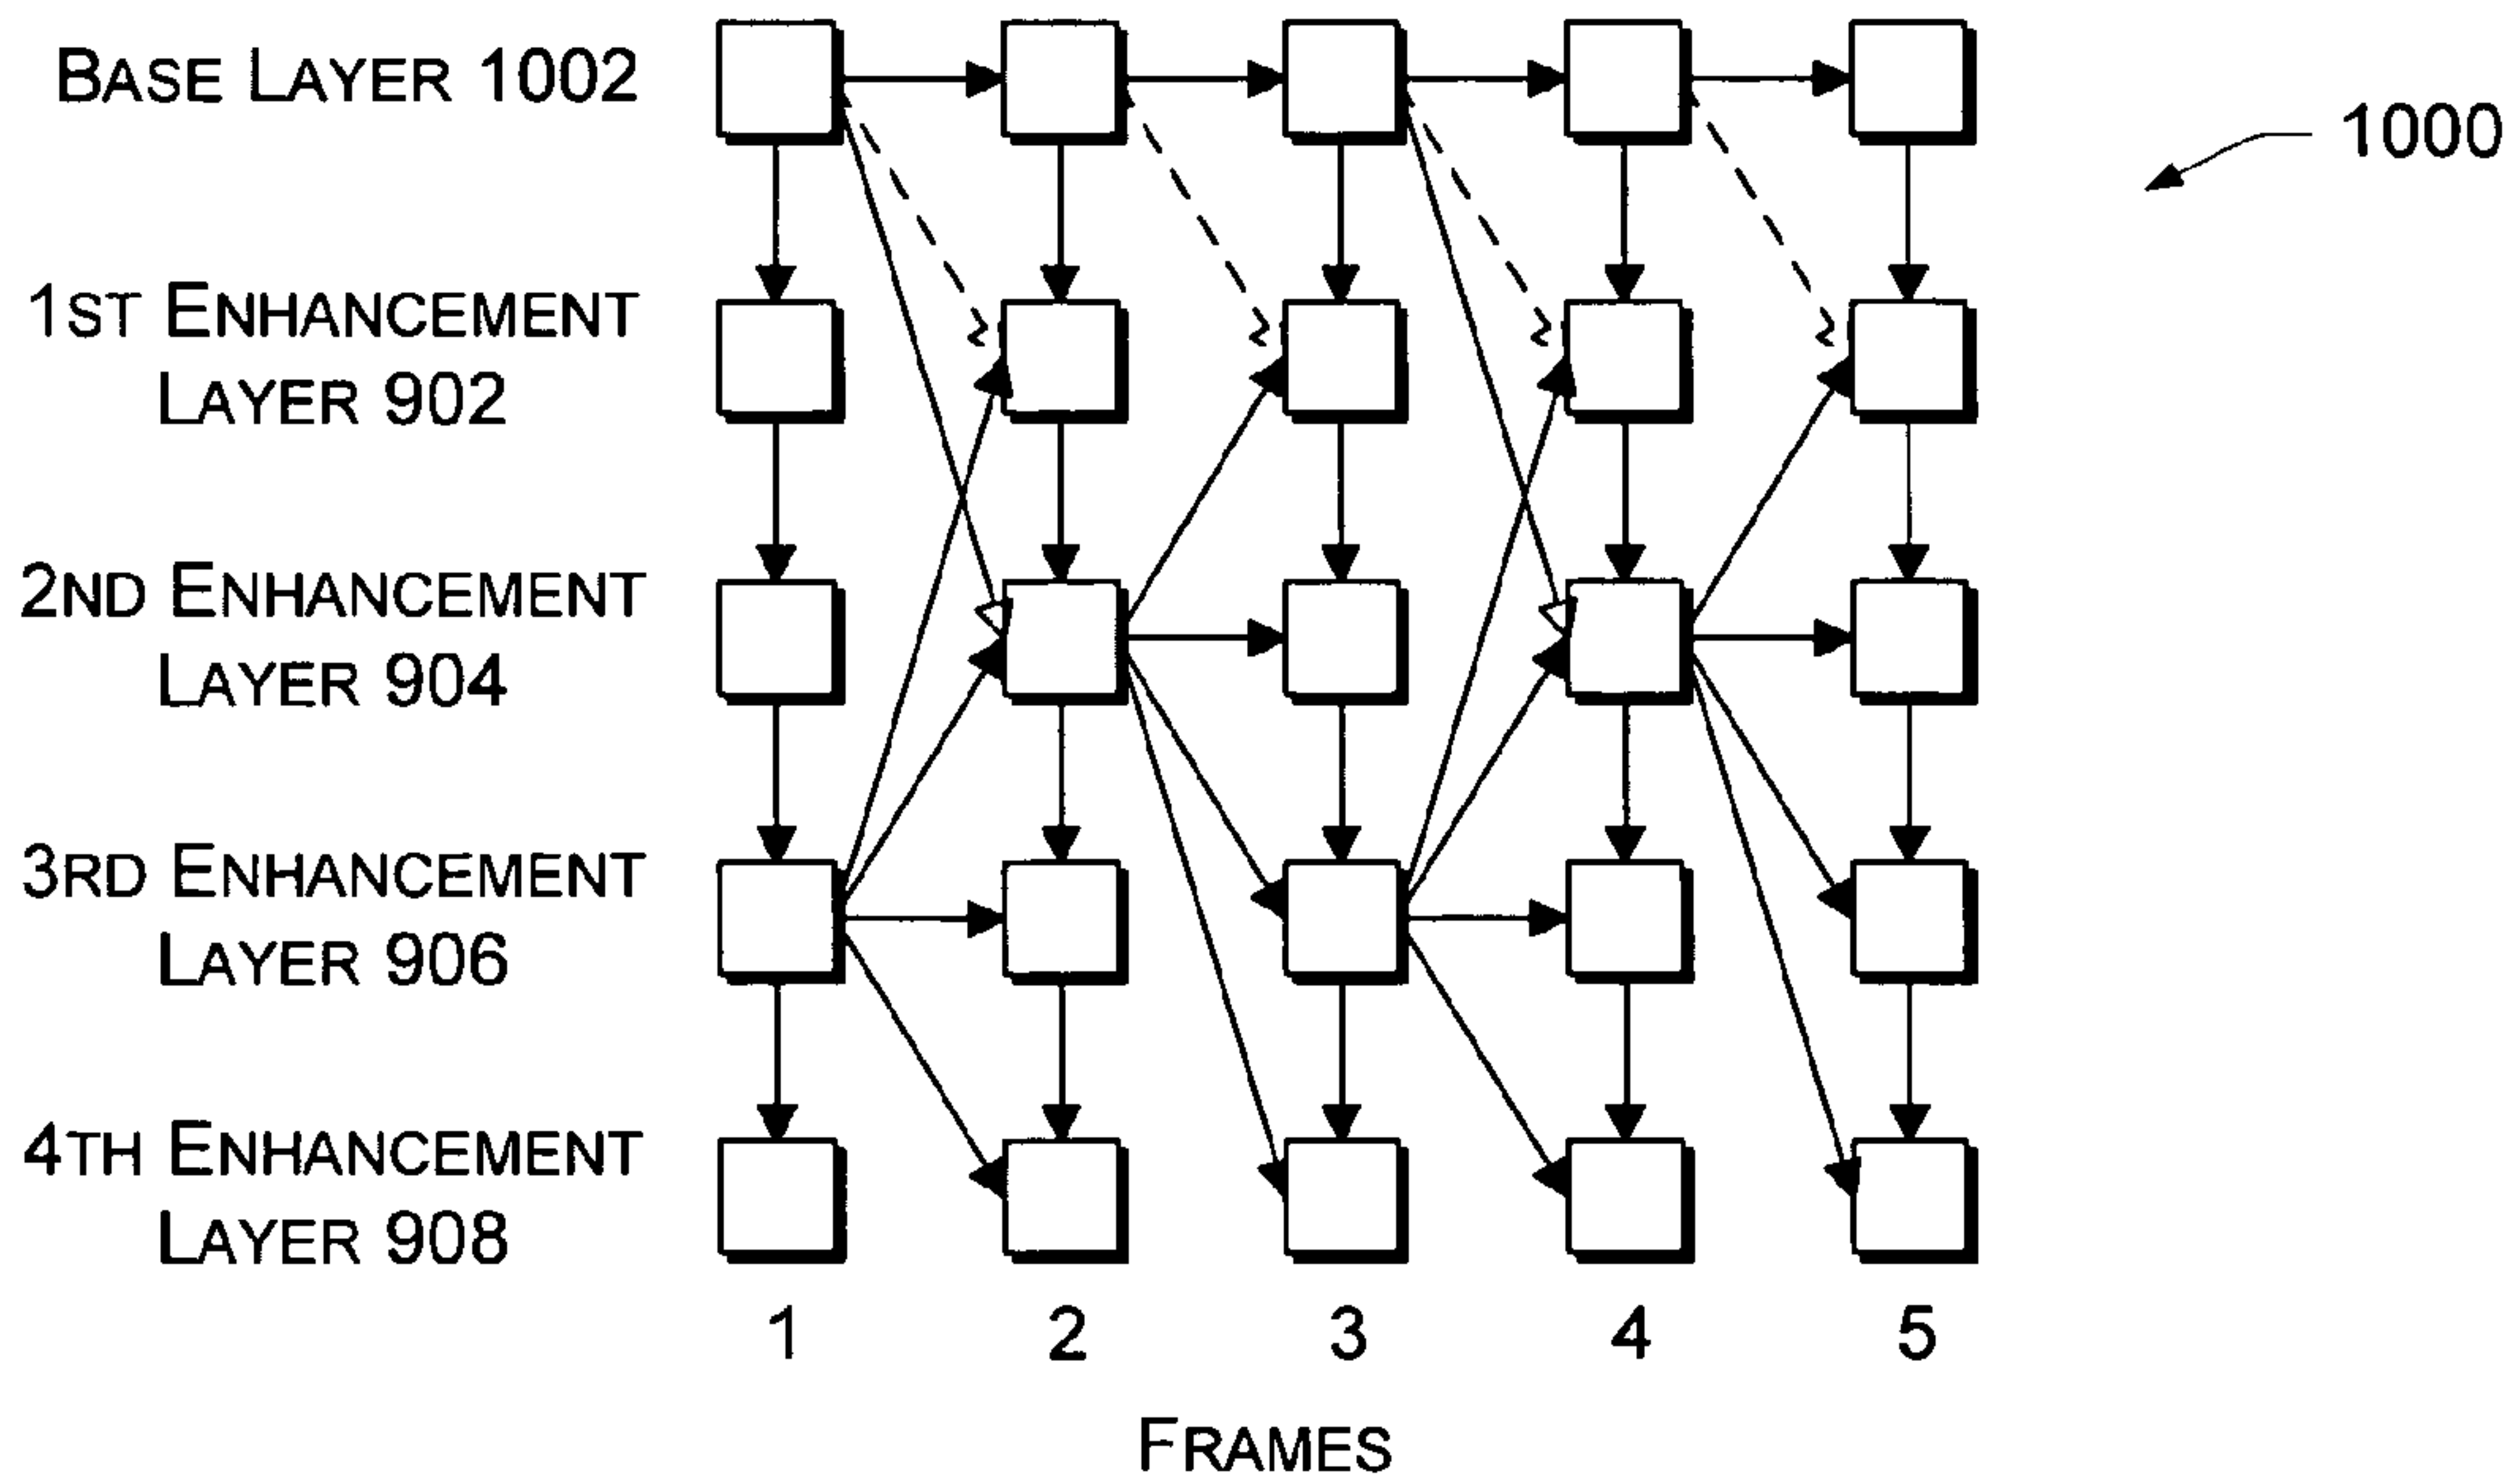 BASE LAYER 1002
1000
1ST ENHANCEMENT
LAYER 902
2ND ENHANCEMENT
LAYER 904
3RD ENHANCEMENT
LAYER 906
4TH ENHANCEMENT
LAYER 908
1 2 3 4 5
FRAMES